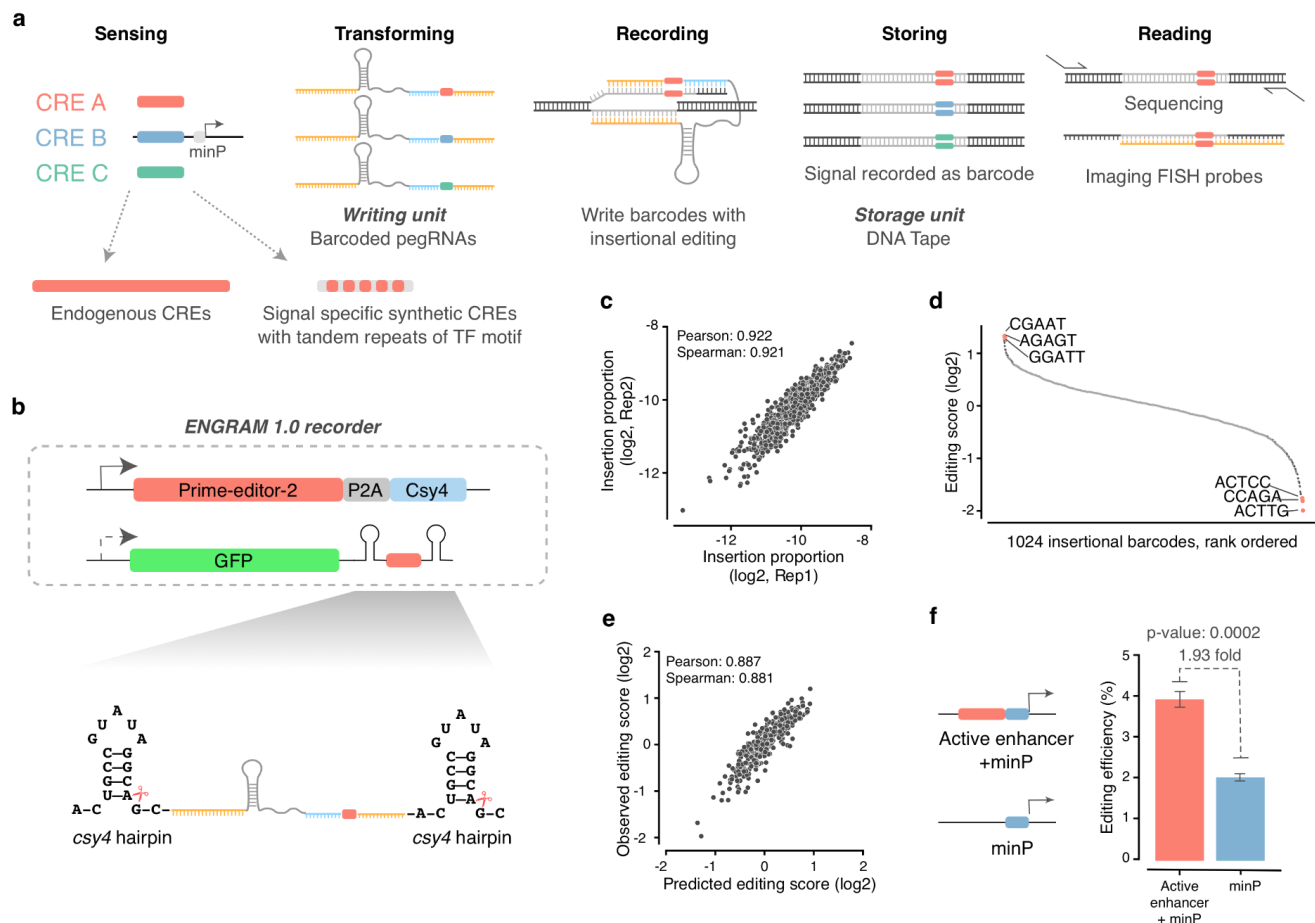 a
Sensing
Transforming
Recording
Storing
Reading
CRE A
CRE B
CRE C
minP
Writing unit
Barcoded pegRNAs
Write barcodes with
insertional editing
Signal recorded as barcode
Storage unit
DNA Tape
Sequencing
Imaging FISH probes
Endogenous CREs
Signal specific synthetic CREs
with tandem repeats of TF motif
b
ENGRAM 1.0 recorder
Prime-editor-2
P2A
Csy4
GFP
A
U
U
G
A
C
G
C
G
G
C
U
A
A-C
G-C-
csy4 hairpin
A
U
U
G
A
C
G
C
G
G
C
U
A
-A-C
G-C
csy4 hairpin
c
Pearson: 0.922
Spearman: 0.921
-8
-10
-12
Insertion proportion
(log2, Rep2)
-12
-10
-8
Insertion proportion
(log2, Rep1)
d
CGAAT
AGAGT
GGATT
1
0
-1
-2
Editing score (log2)
ACTCC
CCAGA
ACTTG
1024 insertional barcodes, rank ordered
e
Pearson: 0.887
Spearman: 0.881
2
1
0
-1
-2
Observed editing score (log2)
-2
-1
0
1
2
Predicted editing score (log2)
f
Active enhancer
+minP
minP
p-value: 0.0002
1.93 fold
5
4
3
2
1
0
Editing efficiency (%)
Active
enhancer
+ minP
minP